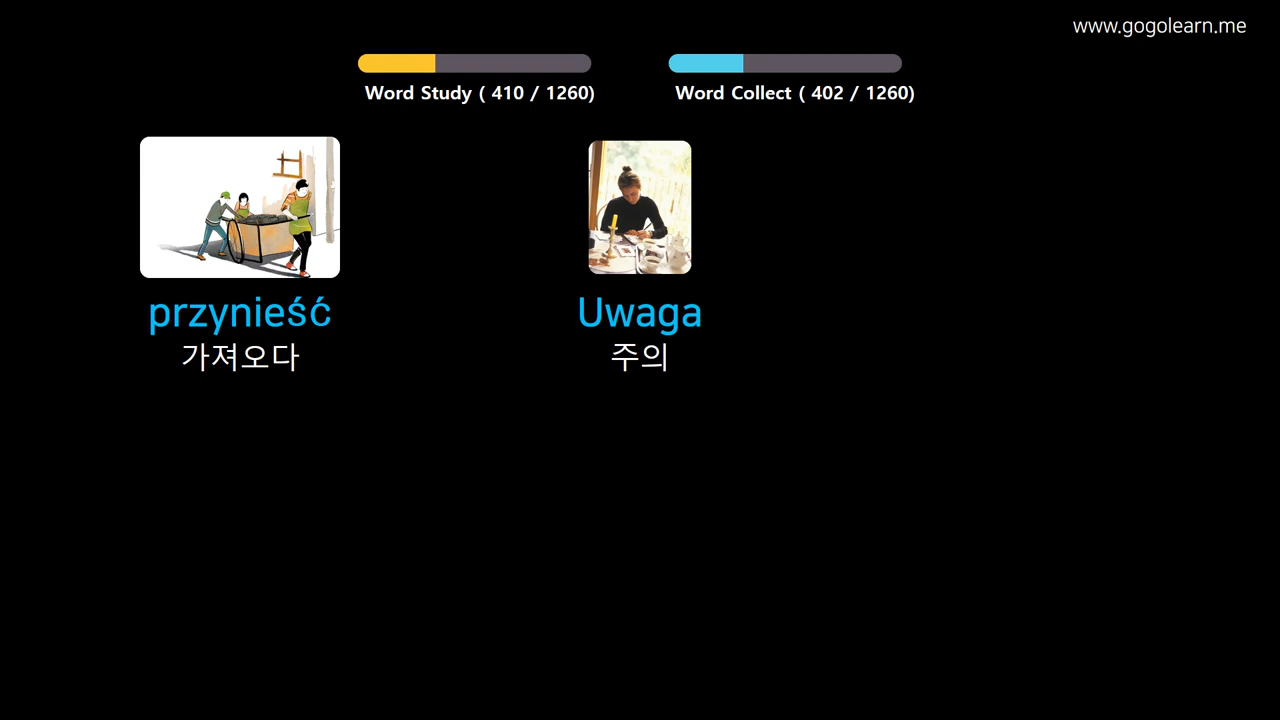 www.gogolearn.me
Word Study ( 410 / 1260)
Word Collect ( 402 / 1260)
przynieść
가져오다
Uwaga
주의